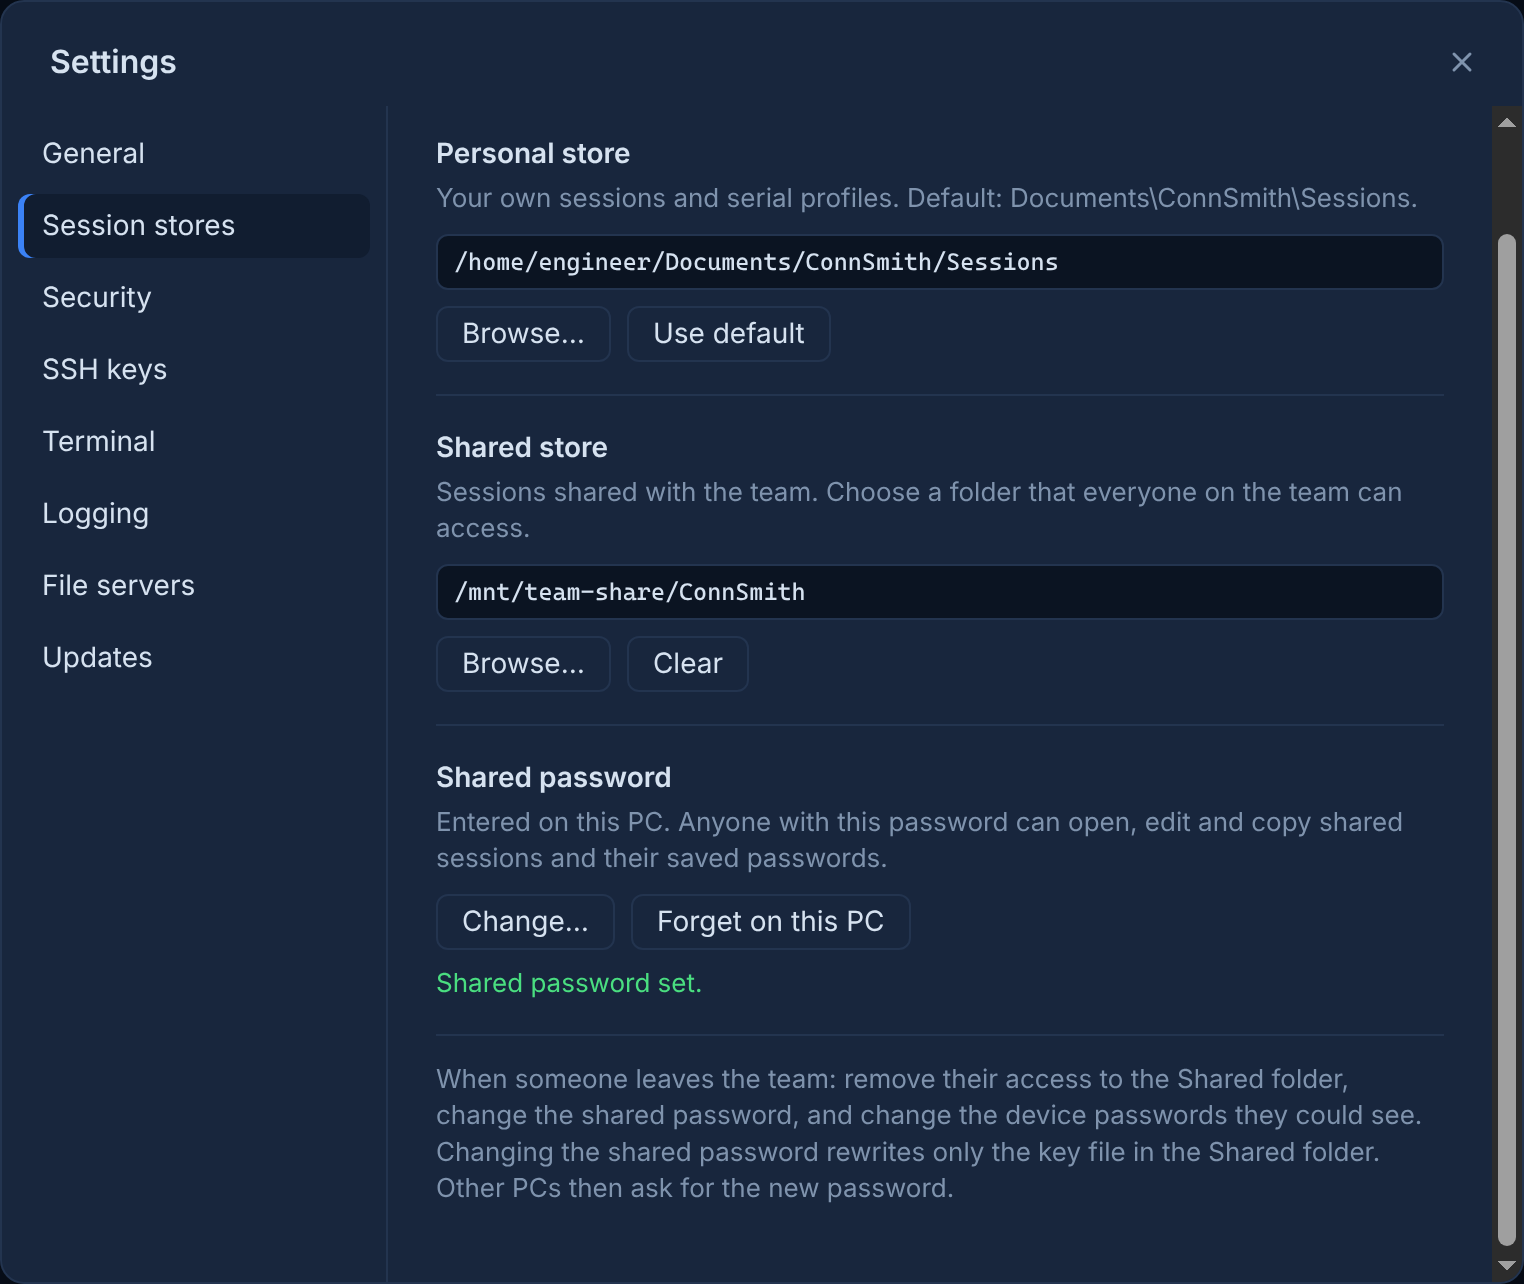 Settings
General
Session stores
Security
SSH keys
Terminal
Logging
File servers
Updates
Personal store
Your own sessions and serial profiles. Default: Documents\ConnSmith\Sessions.
/home/engineer/Documents/ConnSmith/Sessions
Browse... Use default
Shared store
Sessions shared with the team. Choose a folder that everyone on the team can
access.
/mnt/team-share/ConnSmith
Browse... Clear
Shared password
Entered on this PC. Anyone with this password can open, edit and copy shared
sessions and their saved passwords.
Change... Forget on this PC
Shared password set.
When someone leaves the team: remove their access to the Shared folder,
change the shared password, and change the device passwords they could see.
Changing the shared password rewrites only the key file in the Shared folder.
Other PCs then ask for the new password.